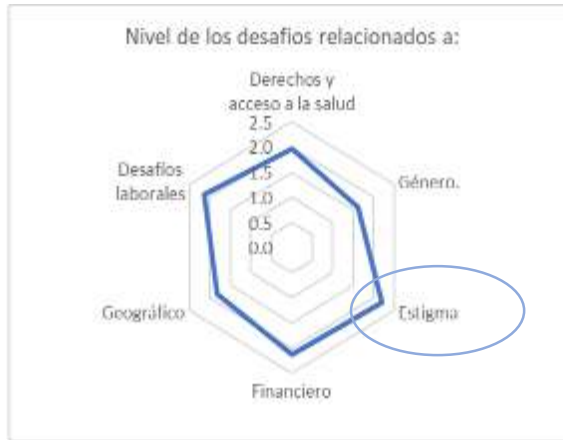 Nivel de los desafios relacionados a:
Derechos y
acceso a la salud
2.5
2.0
1.5
1.0
0.5
0.0
Género.
Estigma
Financiero
Geográfico
Desafíos
laborales